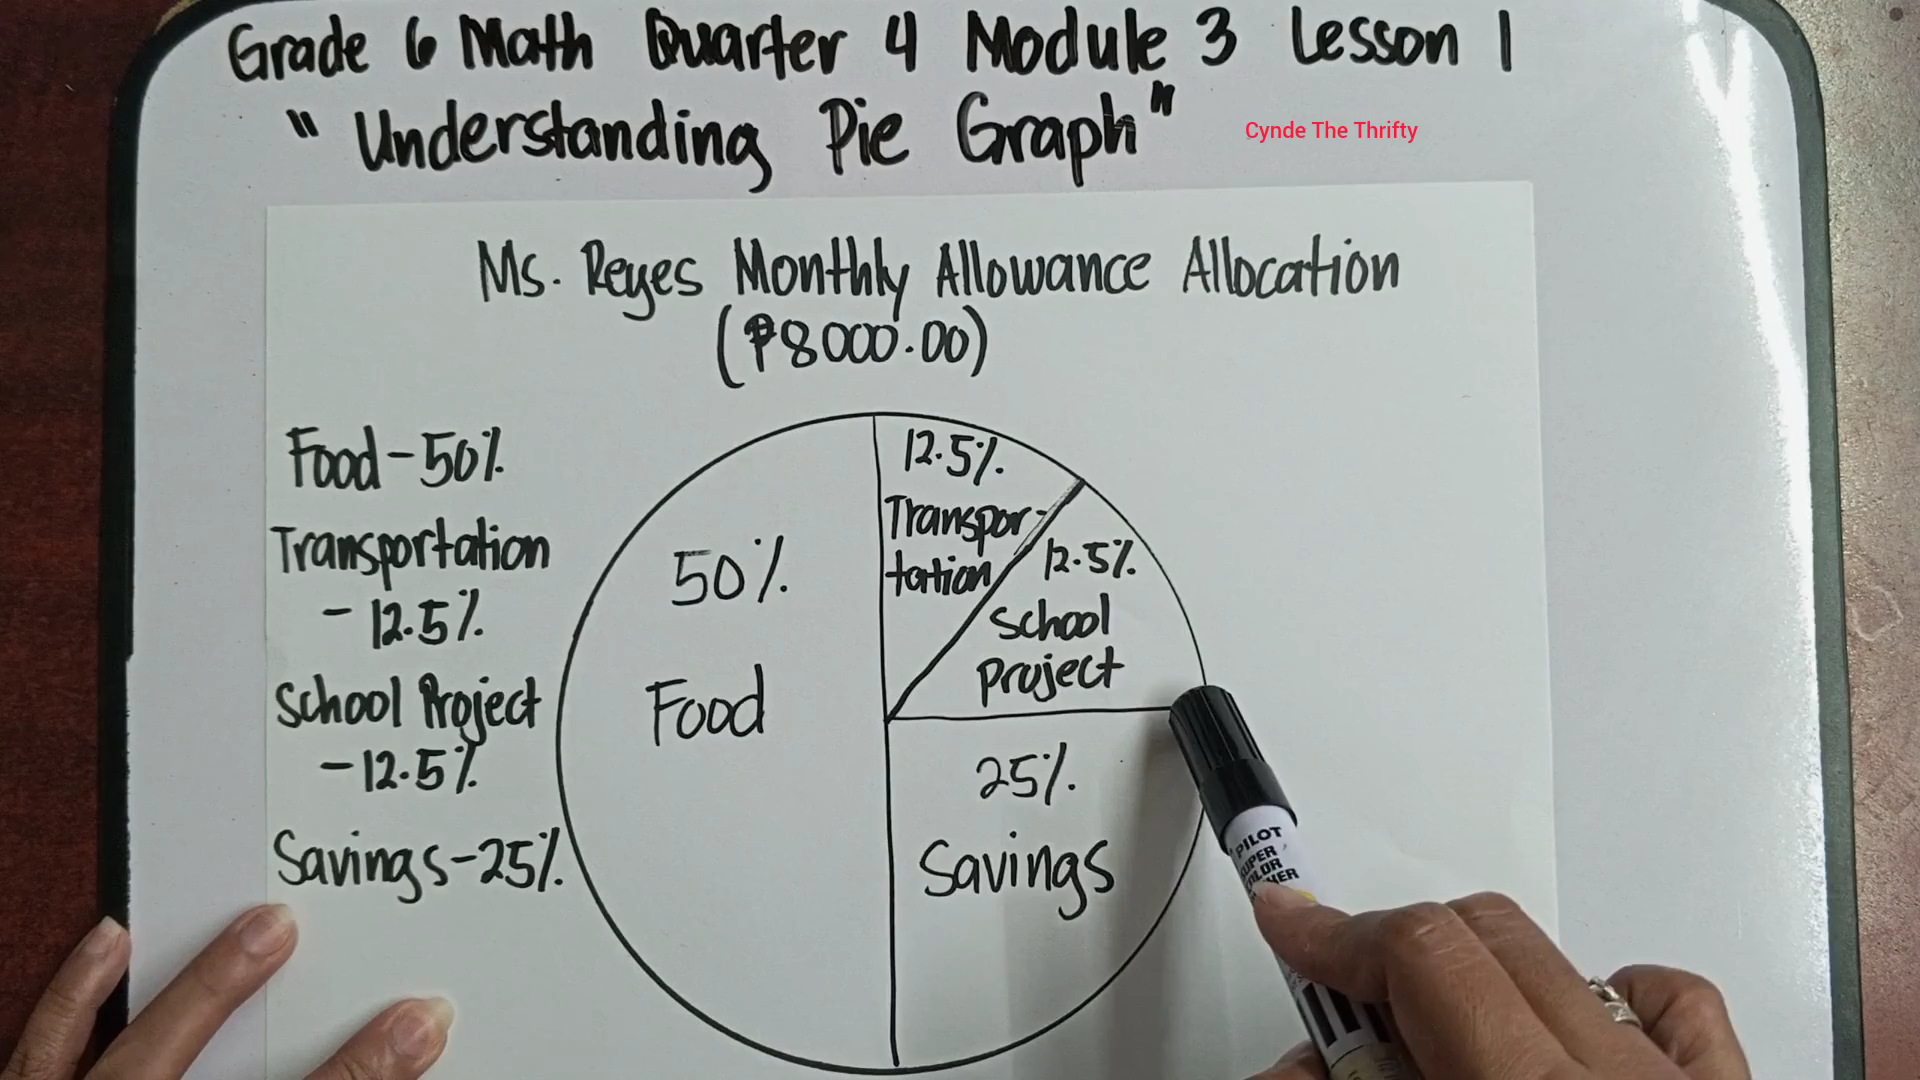 Grade 6 Math Quarter 4 Module 3 Lesson 1
" Understanding Pie Graph"
Cynde The Thrifty
Ms. Reyes Monthly Allowance Allocation
(₱8000.00)
Food - 50%
Transportation
- 12.5%
School Project
- 12.5%
Savings - 25%
50%
Food
12.5%
Transpor-
tation
12.5%
School
Project
25%
Savings
PILOT
SUPER